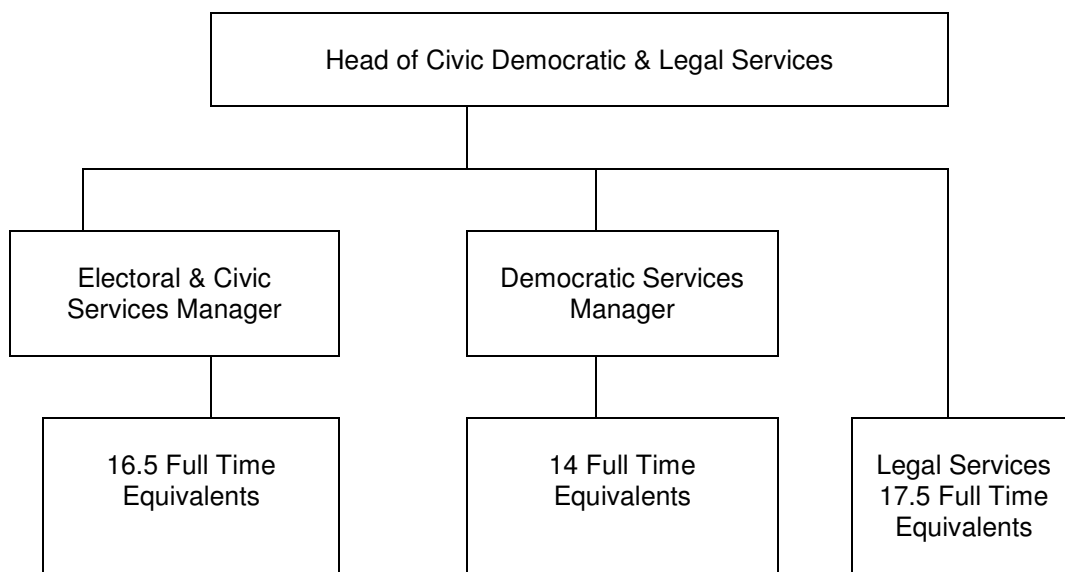 Head of Civic Democratic & Legal Services
Electoral & Civic
Services Manager
Democratic Services
Manager
16.5 Full Time
Equivalents
14 Full Time
Equivalents
Legal Services
17.5 Full Time
Equivalents